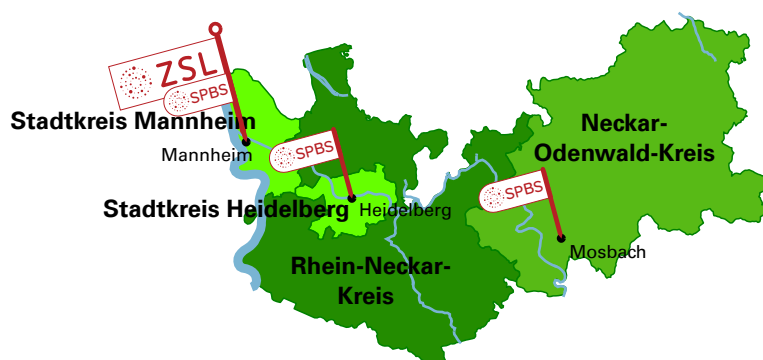 ZSL
SPBS
Stadtkreis Mannheim
Mannheim
SPBS
Neckar-
Odenwald-Kreis
SPBS
Stadtkreis Heidelberg
Heidelberg
Mosbach
Rhein-Neckar-
Kreis